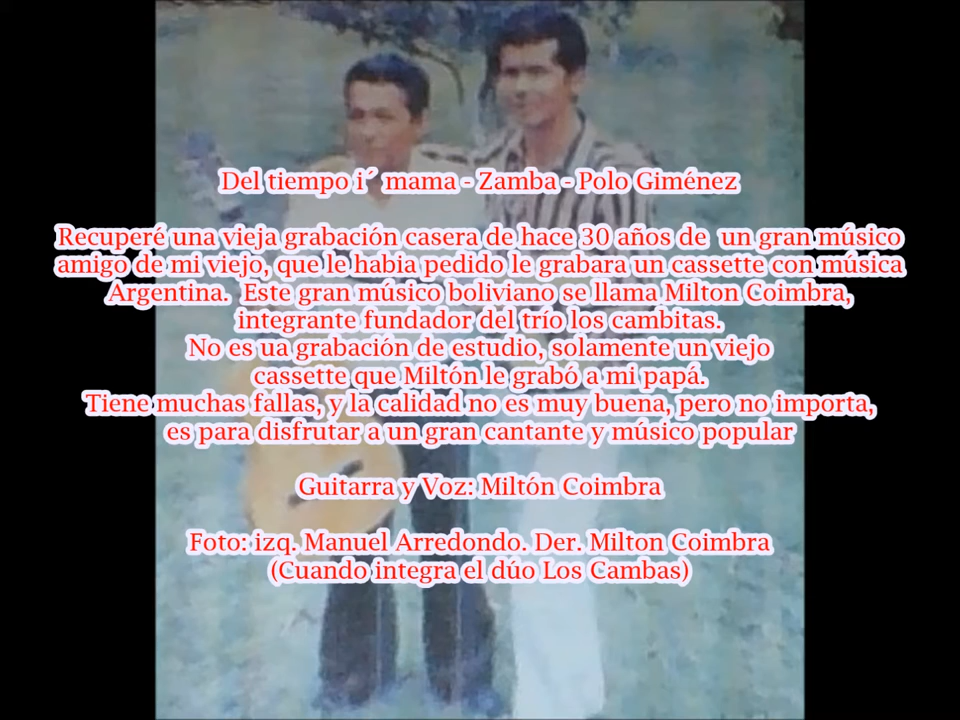 Del tiempo i´ mama - Zamba - Polo Giménez
Recuperé una vieja grabación casera de hace 30 años de un gran músico
amigo de mi viejo, que le habia pedido le grabara un cassette con música
Argentina. Este gran músico boliviano se llama Milton Coimbra,
integrante fundador del trío los cambitas.
No es ua grabación de estudio, solamente un viejo
cassette que Miltón le grabó a mi papá.
Tiene muchas fallas, y la calidad no es muy buena, pero no importa,
es para disfrutar a un gran cantante y músico popular
Guitarra y Voz: Miltón Coimbra
Foto: izq. Manuel Arredondo. Der. Milton Coimbra
(Cuando integra el dúo Los Cambas)